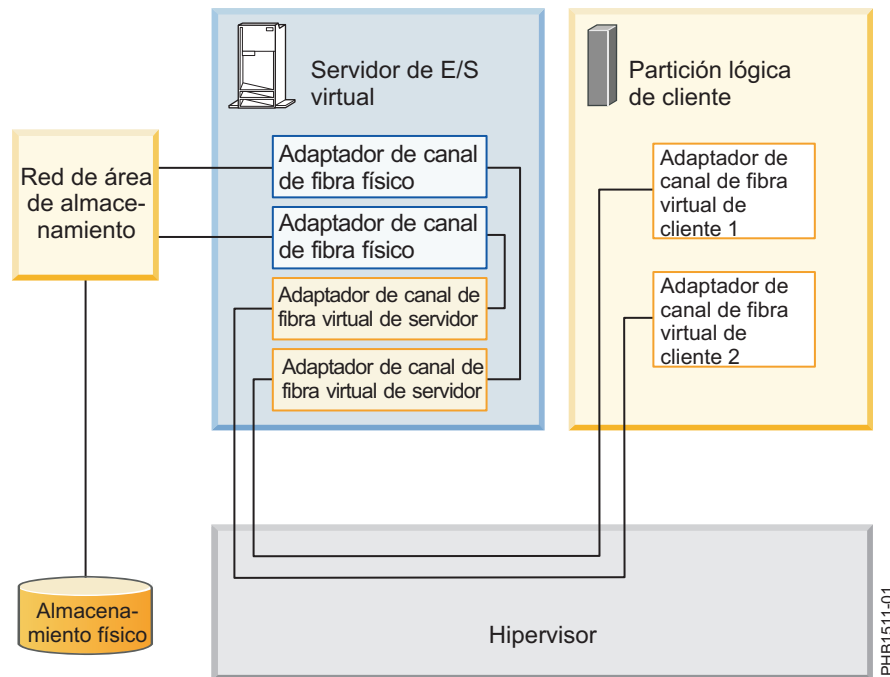 Servidor de E/S
virtual
Partición lógica
de cliente
Red de área
de almace-
namiento
Adaptador de canal
de fibra físico
Adaptador de canal
de fibra físico
Adaptador de canal de
fibra virtual de servidor
Adaptador de canal de
fibra virtual de servidor
Adaptador de
canal de fibra
virtual de
cliente 1
Adaptador de
canal de fibra
virtual de
cliente 2
Almacena-
miento físico
Hipervisor
PHB1511-01